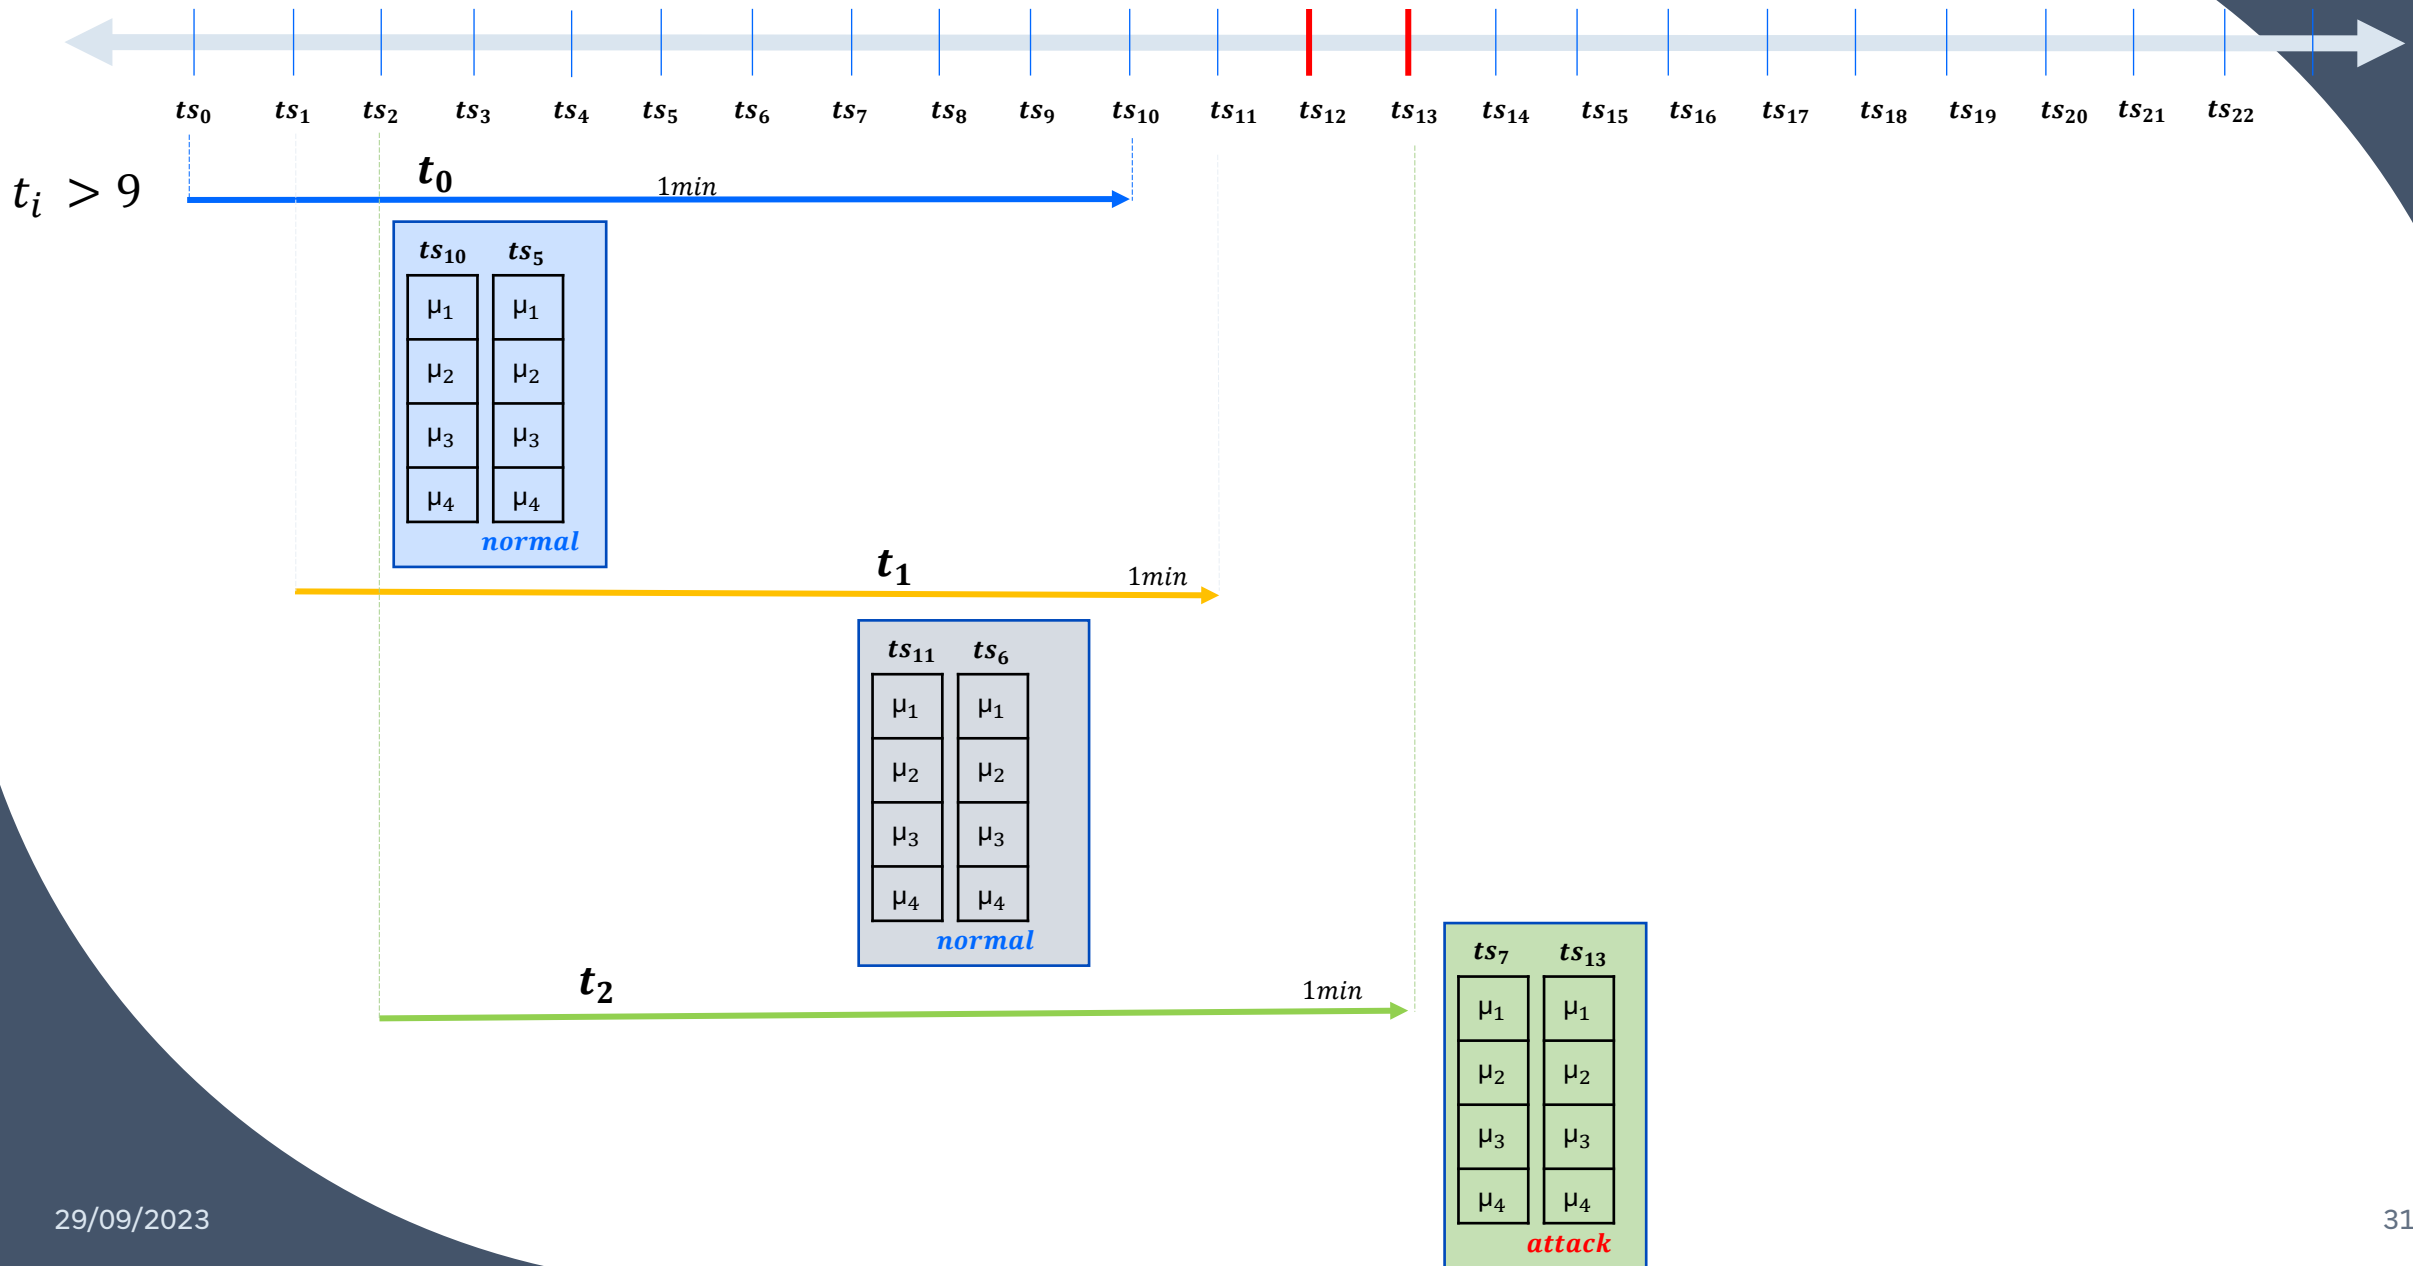 ts₀ ts₁ ts₂ ts₃ ts₄ ts₅ ts₆ ts₇ ts₈ ts₉ ts₁₀ ts₁₁ ts₁₂ ts₁₃ ts₁₄ ts₁₅ ts₁₆ ts₁₇ ts₁₈ ts₁₉ ts₂₀ ts₂₁ ts₂₂
tᵢ > 9
t₀ 1min
ts₁₀ ts₅
μ₁ μ₁
μ₂ μ₂
μ₃ μ₃
μ₄ μ₄
normal
t₁ 1min
ts₁₁ ts₆
μ₁ μ₁
μ₂ μ₂
μ₃ μ₃
μ₄ μ₄
normal
t₂ 1min
ts₇ ts₁₃
μ₁ μ₁
μ₂ μ₂
μ₃ μ₃
μ₄ μ₄
attack
29/09/2023
31